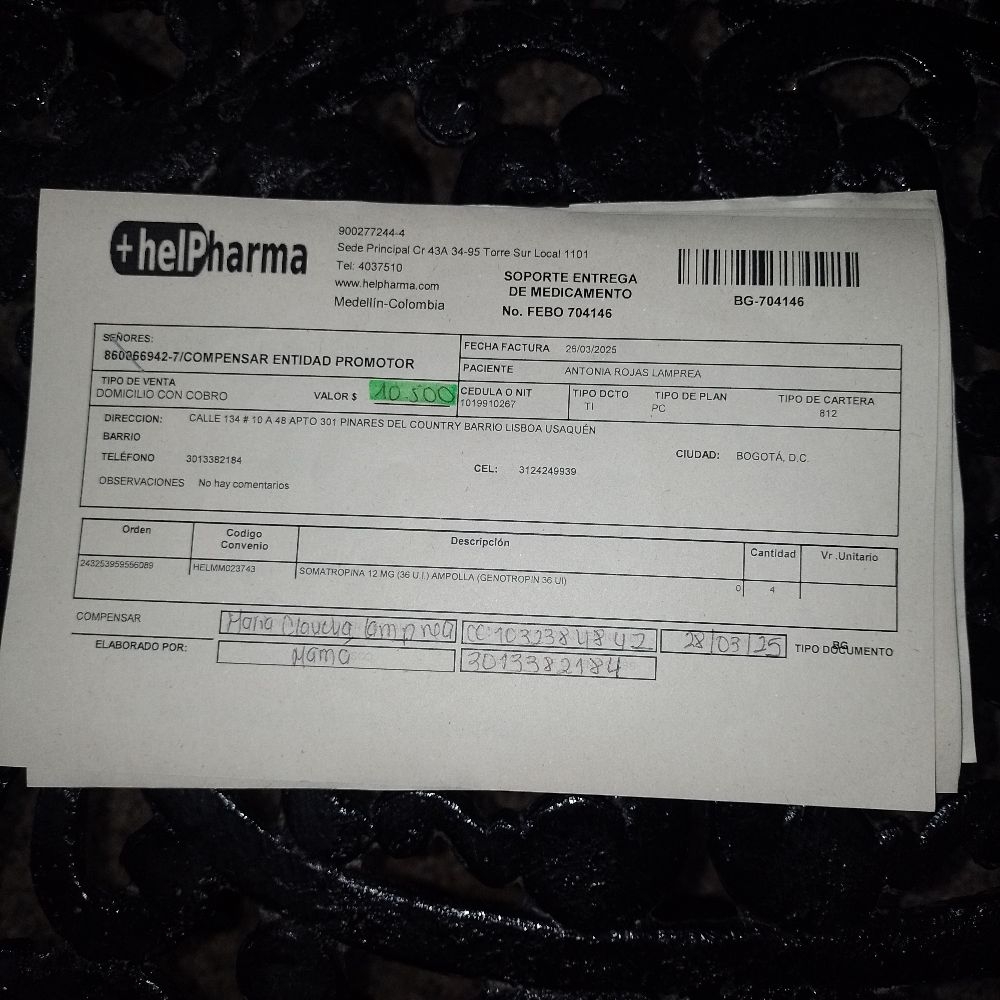 +helPharma
900277244-4
Sede Principal Cr 43A 34-95 Torre Sur Local 1101
Tel: 4037510
www.helpharma.com
Medellín-Colombia
SOPORTE ENTREGA
DE MEDICAMENTO
No. FEBO 704146
BG-704146
SEÑORES:
860066942-7/COMPENSAR ENTIDAD PROMOTOR
FECHA FACTURA 26/03/2025
PACIENTE ANTONIA ROJAS LAMPREA
TIPO DE VENTA
DOMICILIO CON COBRO
VALOR $ 10.500
CEDULA O NIT
1019910267
TIPO DCTO
TI
TIPO DE PLAN
PC
TIPO DE CARTERA
812
DIRECCION: CALLE 134 # 10 A 48 APTO 301 PINARES DEL COUNTRY BARRIO LISBOA USAQUÉN
BARRIO
CIUDAD: BOGOTÁ, D.C.
TELÉFONO 3013382184
CEL: 3124249939
OBSERVACIONES No hay comentarios
Orden Codigo Convenio Descripción Cantidad Vr .Unitario
243253959556089 HELMM023743 SOMATROPINA 12 MG (36 U.I.) AMPOLLA (GENOTROPIN 36 UI) 0 4
COMPENSAR Maria Claudia lamprea CC:1032384842 28/03/25 BG
ELABORADO POR: Mamá 3013382184 TIPO DOCUMENTO